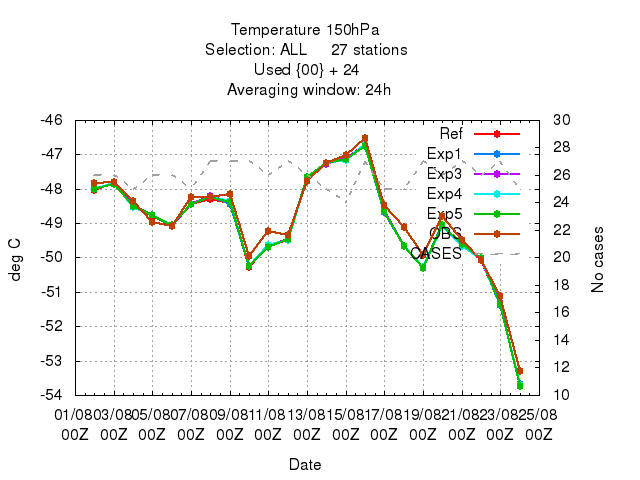 Temperature 150hPa
Selection: ALL 27 stations
Used {00} + 24
Averaging window: 24h
-46 30
Ref
28
-47 Exp1
26
Exp3
-48 Exp4
24
Exp5
-49 22
OBS
-50 CASES 20
deg C No cases
18
-51
16
-52
14
-53 12
-54 10
01/08 03/08 05/08 07/08 09/08 11/08 13/08 15/08 17/08 19/08 21/08 23/08 25/08
00Z 00Z 00Z 00Z 00Z 00Z 00Z 00Z 00Z 00Z 00Z 00Z 00Z
Date